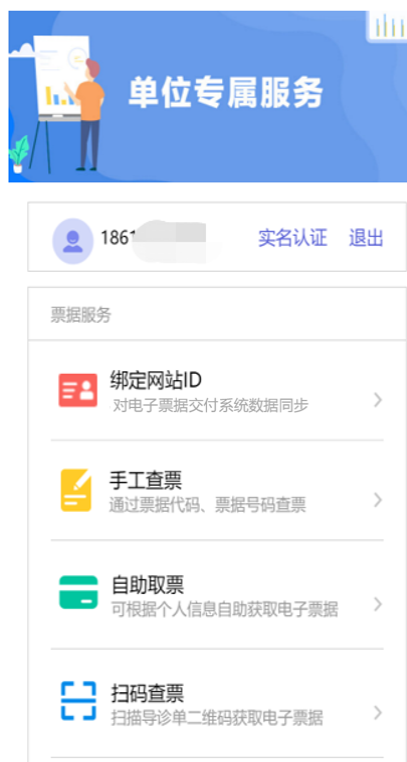 单位专属服务
1861
实名认证 退出
票据服务
绑定网站ID
对电子票据交付系统数据同步
手工查票
通过票据代码、票据号码查票
自助取票
可根据个人信息自助获取电子票据
扫码查票
扫描导诊单二维码获取电子票据